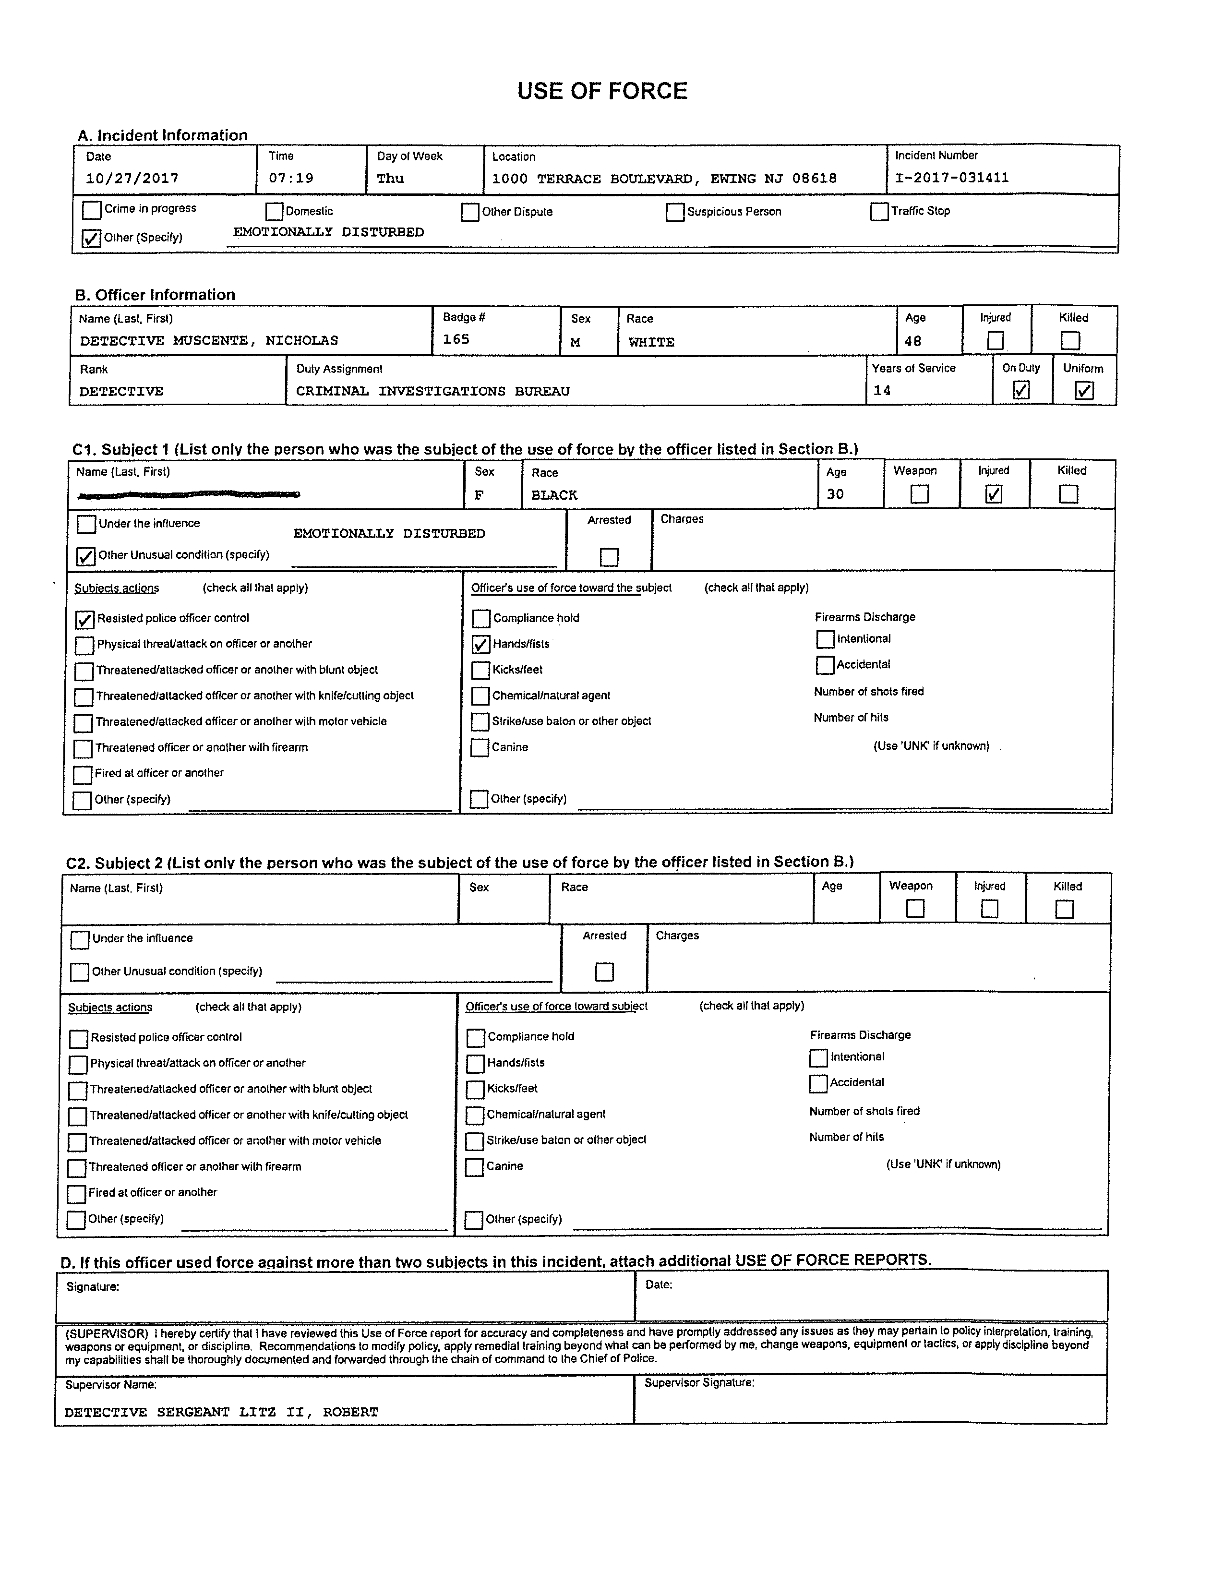 USE OF FORCE
A. Incident Information
Date Time Day of Week Location Incident Number
10/27/2017 07:19 Thu 1000 TERRACE BOULEVARD, EWING NJ 08618 I-2017-031411
Crime in progress Domestic Other Dispute Suspicious Person Traffic Stop
Other (Specify) EMOTIONALLY DISTURBED
B. Officer Information
Name (Last, First) Badge # Sex Race Age Injured Killed
DETECTIVE MUSCENTE, NICHOLAS 165 M WHITE 48
Rank Duty Assignment Years of Service On Duty Uniform
DETECTIVE CRIMINAL INVESTIGATIONS BUREAU 14
C1. Subject 1 (List only the person who was the subject of the use of force by the officer listed in Section B.)
Name (Last, First) Sex Race Age Weapon Injured Killed
F BLACK 30
Under the influence Arrested Charges
EMOTIONALLY DISTURBED
Other Unusual condition (specify)
Subjects actions (check all that apply) Officer's use of force toward the subject (check all that apply)
Resisted police officer control Compliance hold Firearms Discharge
Physical threat/attack on officer or another Hands/fists Intentional
Threatened/attacked officer or another with blunt object Kicks/feet Accidental
Threatened/attacked officer or another with knife/cutting object Chemical/natural agent Number of shots fired
Threatened/attacked officer or another with motor vehicle Strike/use baton or other object Number of hits
Threatened officer or another with firearm Canine (Use 'UNK' if unknown)
Fired at officer or another
Other (specify) Other (specify)
C2. Subject 2 (List only the person who was the subject of the use of force by the officer listed in Section B.)
Name (Last, First) Sex Race Age Weapon Injured Killed
Under the influence Arrested Charges
Other Unusual condition (specify)
Subjects actions (check all that apply) Officer's use of force toward subject (check all that apply)
Resisted police officer control Compliance hold Firearms Discharge
Physical threat/attack on officer or another Hands/fists Intentional
Threatened/attacked officer or another with blunt object Kicks/feet Accidental
Threatened/attacked officer or another with knife/cutting object Chemical/natural agent Number of shots fired
Threatened/attacked officer or another with motor vehicle Strike/use baton or other object Number of hits
Threatened officer or another with firearm Canine (Use 'UNK' if unknown)
Fired at officer or another
Other (specify) Other (specify)
D. If this officer used force against more than two subjects in this incident, attach additional USE OF FORCE REPORTS.
Signature: Date:
(SUPERVISOR) I hereby certify that I have reviewed this Use of Force report for accuracy and completeness and have promptly addressed any issues as they may pertain to policy interpretation, training,
weapons or equipment, or discipline. Recommendations to modify policy, apply remedial training beyond what can be performed by me, change weapons, equipment or tactics, or apply discipline beyond
my capabilities shall be thoroughly documented and forwarded through the chain of command to the Chief of Police.
Supervisor Name: Supervisor Signature:
DETECTIVE SERGEANT LITZ II, ROBERT